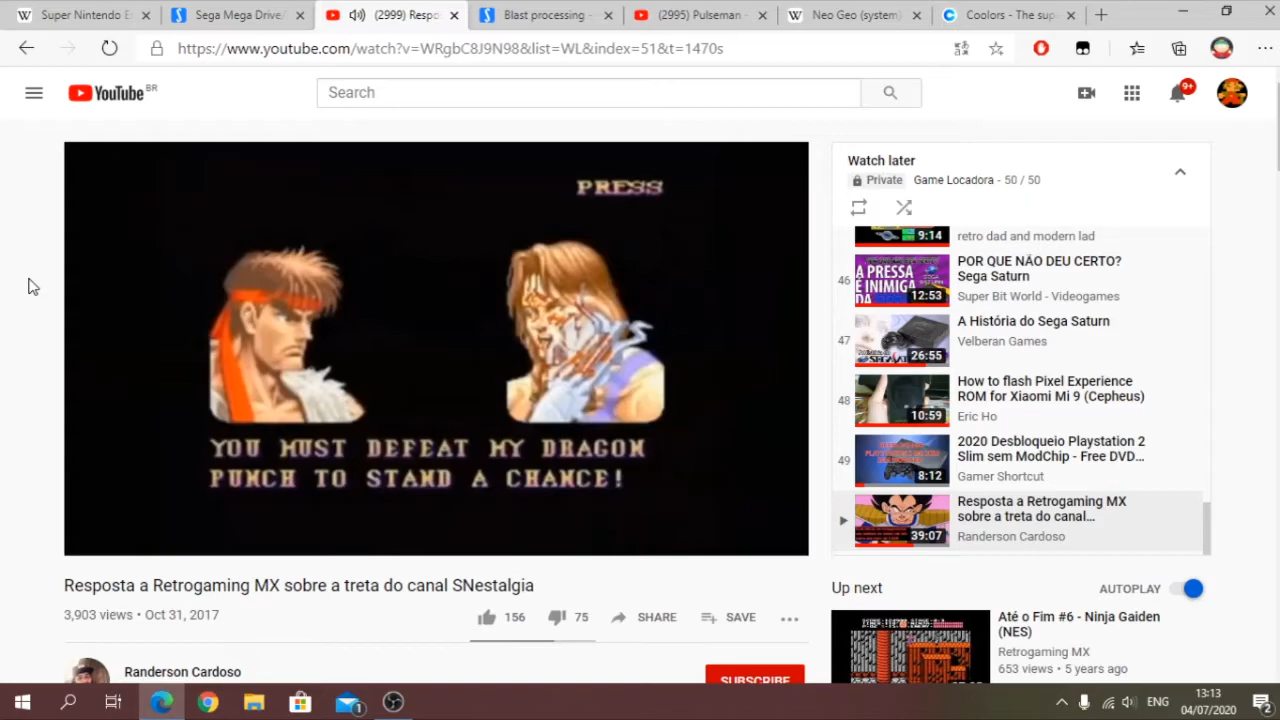 Super Nintendo E
Sega Mega Drive/
(2999) Respo
Blast processing -
(2995) Pulseman -
Neo Geo (system)
Coolors - The sup
https://www.youtube.com/watch?v=WRgbC8J9N98&list=WL&index=51&t=1470s
YouTube BR
Search
9+
PRESS
YOU MUST DEFEAT MY DRAGON
TO STAND A CHANCE!
Resposta a Retrogaming MX sobre a treta do canal SNestalgia
3,903 views • Oct 31, 2017
156
75
SHARE
SAVE
Randerson Cardoso
SUBSCRIBE
Watch later
Private Game Locadora - 50 / 50
9:14
retro dad and modern lad
46
A PRESSA
É INIMIGA
DA
12:53
POR QUE NÃO DEU CERTO?
Sega Saturn
Super Bit World - Videogames
47
26:55
A História do Sega Saturn
Velberan Games
48
10:59
How to flash Pixel Experience
ROM for Xiaomi Mi 9 (Cepheus)
Eric Ho
49
8:12
2020 Desbloqueio Playstation 2
Slim sem ModChip - Free DVD...
Gamer Shortcut
39:07
Resposta a Retrogaming MX
sobre a treta do canal...
Randerson Cardoso
Up next
AUTOPLAY
Até o Fim #6 - Ninja Gaiden
(NES)
Retrogaming MX
653 views • 5 years ago
1
ENG
13:13
04/07/2020
2